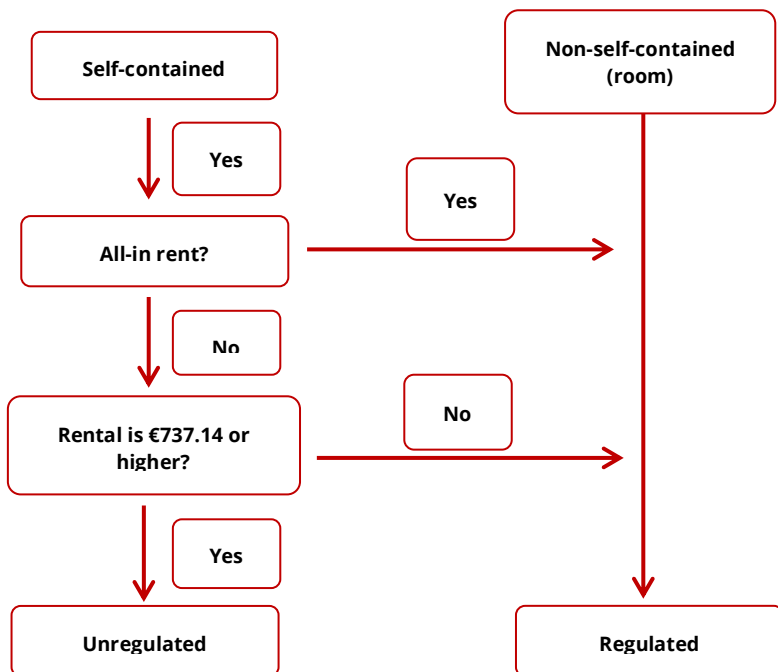 Self-contained
Non-self-contained
(room)
Yes
Yes
All-in rent?
No
No
Rental is €737.14 or
higher?
Yes
Unregulated
Regulated